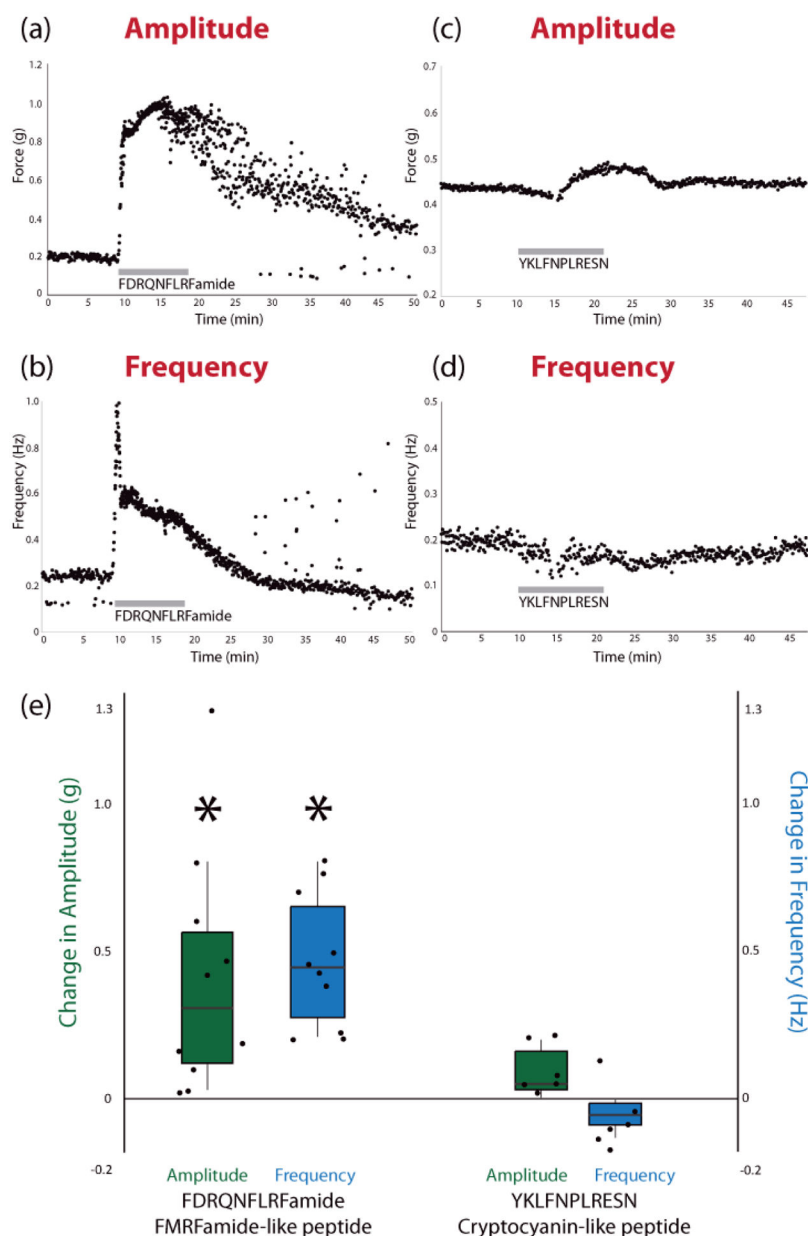 (a) Amplitude
Force (g)
1.2
1.0
0.8
0.6
0.4
0.2
0
FDRQNFLRFamide
0 5 10 15 20 25 30 35 40 45 50
Time (min)
(c) Amplitude
Force (g)
0.7
0.6
0.5
0.4
0.3
0.2
YKLFNPLRESN
0 5 10 15 20 25 30 35 40 45
Time (min)
(b) Frequency
Frequency (Hz)
1.0
0.8
0.6
0.4
0.2
0
FDRQNFLRFamide
0 5 10 15 20 25 30 35 40 45 50
Time (min)
(d) Frequency
Frequency (Hz)
0.5
0.4
0.3
0.2
0.1
0
YKLFNPLRESN
0 5 10 15 20 25 30 35 40 45
Time (min)
(e)
Change in Amplitude (g)
1.3
1.0
0.5
0
-0.2
* *
Change in Frequency (Hz)
1.3
1.0
0.5
0
-0.2
Amplitude Frequency
FDRQNFLRFamide
FMRFamide-like peptide
Amplitude Frequency
YKLFNPLRESN
Cryptocyanin-like peptide